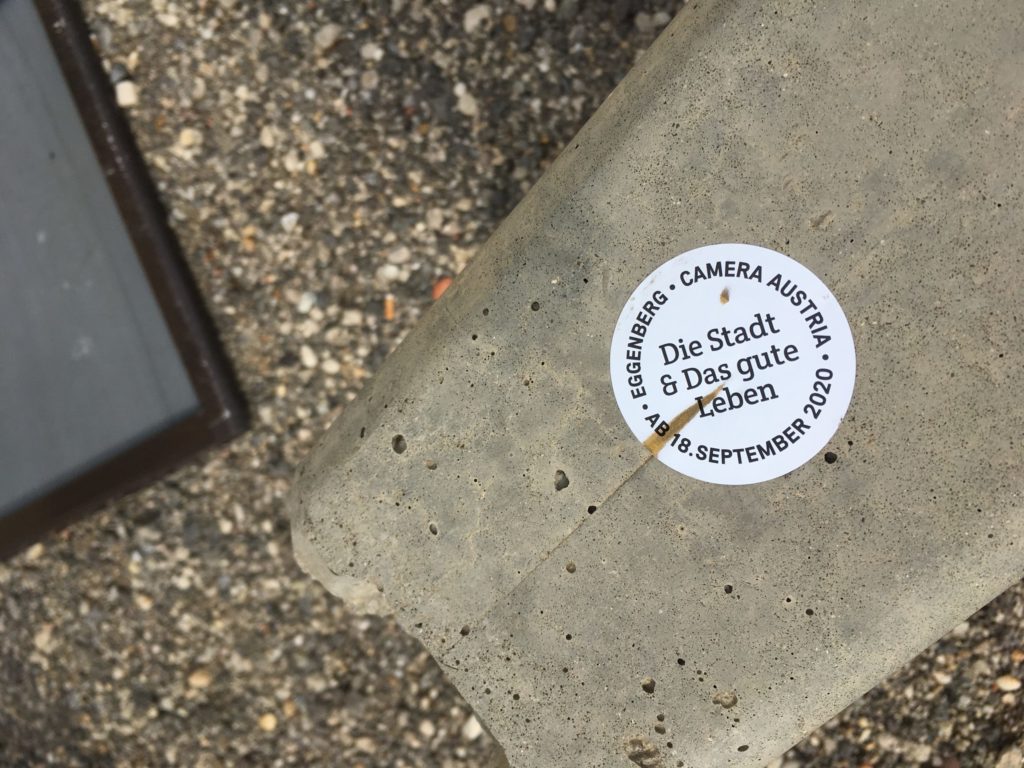 EGGENBERG • CAMERA AUSTRIA •
Die Stadt
& Das gute
Leben
• AB 18. SEPTEMBER 2020